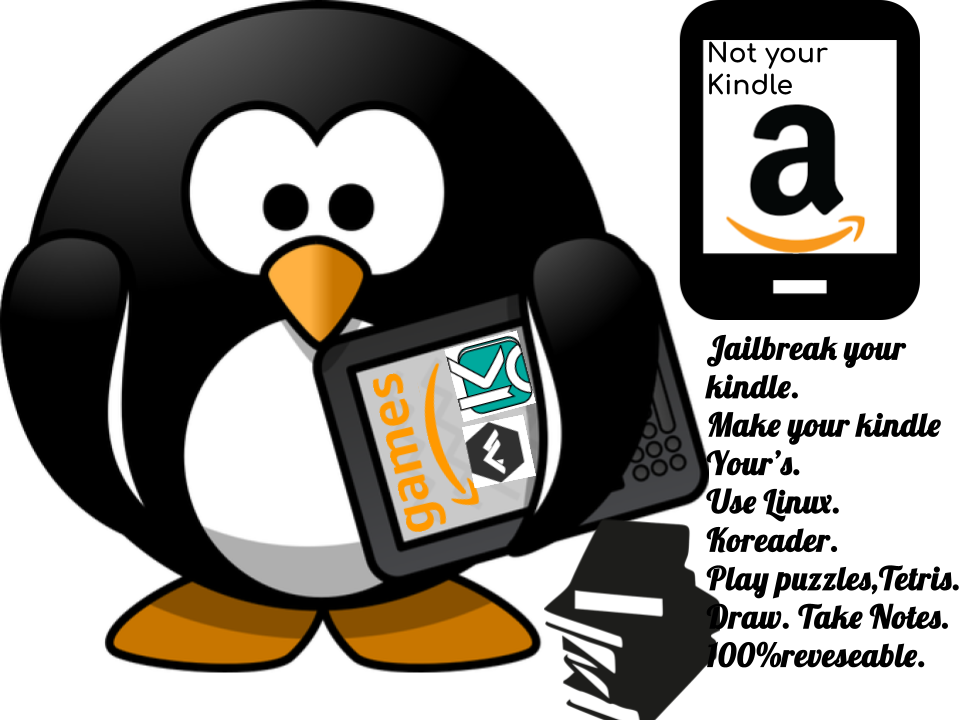 Not your
Kindle
a
games
Jailbreak your
kindle.
Make your kindle
Your's.
Use Linux.
Koreader.
Play puzzles,Tetris.
Draw. Take Notes.
100%reveseable.